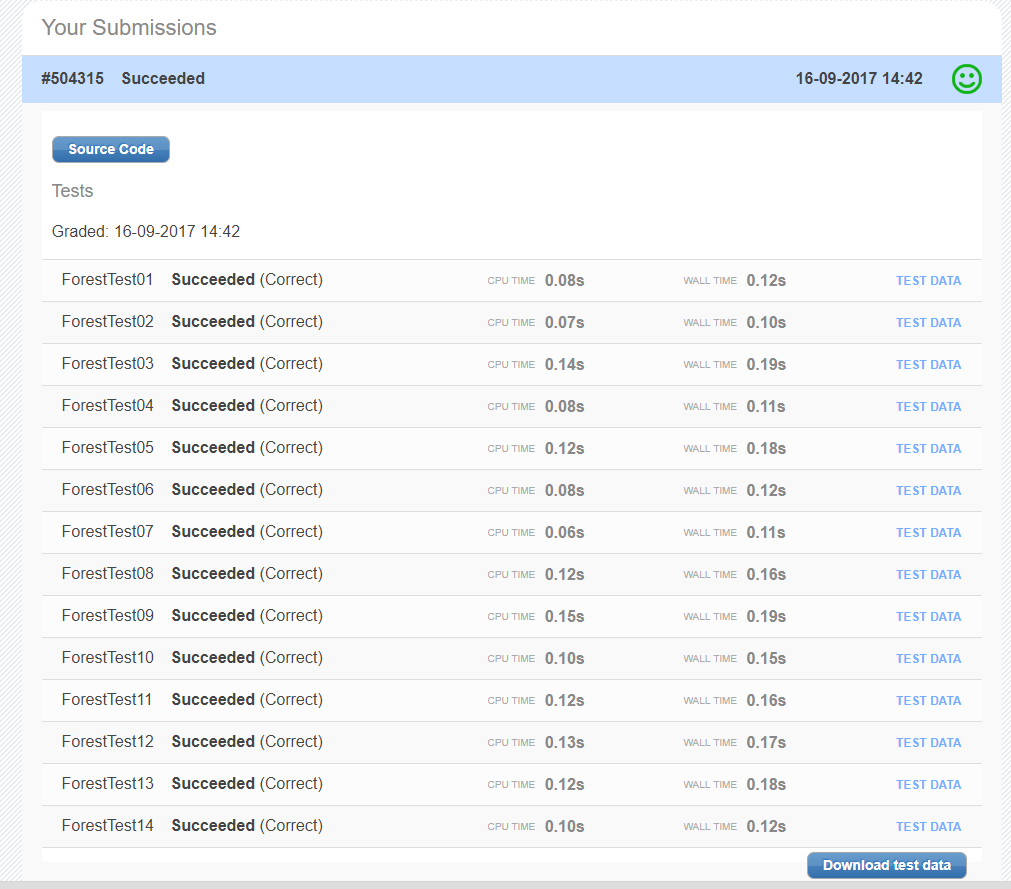 Your Submissions
#504315 Succeeded 16-09-2017 14:42
Source Code
Tests
Graded: 16-09-2017 14:42
ForestTest01 Succeeded (Correct) CPU TIME 0.08s WALL TIME 0.12s TEST DATA
ForestTest02 Succeeded (Correct) CPU TIME 0.07s WALL TIME 0.10s TEST DATA
ForestTest03 Succeeded (Correct) CPU TIME 0.14s WALL TIME 0.19s TEST DATA
ForestTest04 Succeeded (Correct) CPU TIME 0.08s WALL TIME 0.11s TEST DATA
ForestTest05 Succeeded (Correct) CPU TIME 0.12s WALL TIME 0.18s TEST DATA
ForestTest06 Succeeded (Correct) CPU TIME 0.08s WALL TIME 0.12s TEST DATA
ForestTest07 Succeeded (Correct) CPU TIME 0.06s WALL TIME 0.11s TEST DATA
ForestTest08 Succeeded (Correct) CPU TIME 0.12s WALL TIME 0.16s TEST DATA
ForestTest09 Succeeded (Correct) CPU TIME 0.15s WALL TIME 0.19s TEST DATA
ForestTest10 Succeeded (Correct) CPU TIME 0.10s WALL TIME 0.15s TEST DATA
ForestTest11 Succeeded (Correct) CPU TIME 0.12s WALL TIME 0.16s TEST DATA
ForestTest12 Succeeded (Correct) CPU TIME 0.13s WALL TIME 0.17s TEST DATA
ForestTest13 Succeeded (Correct) CPU TIME 0.12s WALL TIME 0.18s TEST DATA
ForestTest14 Succeeded (Correct) CPU TIME 0.10s WALL TIME 0.12s TEST DATA
Download test data